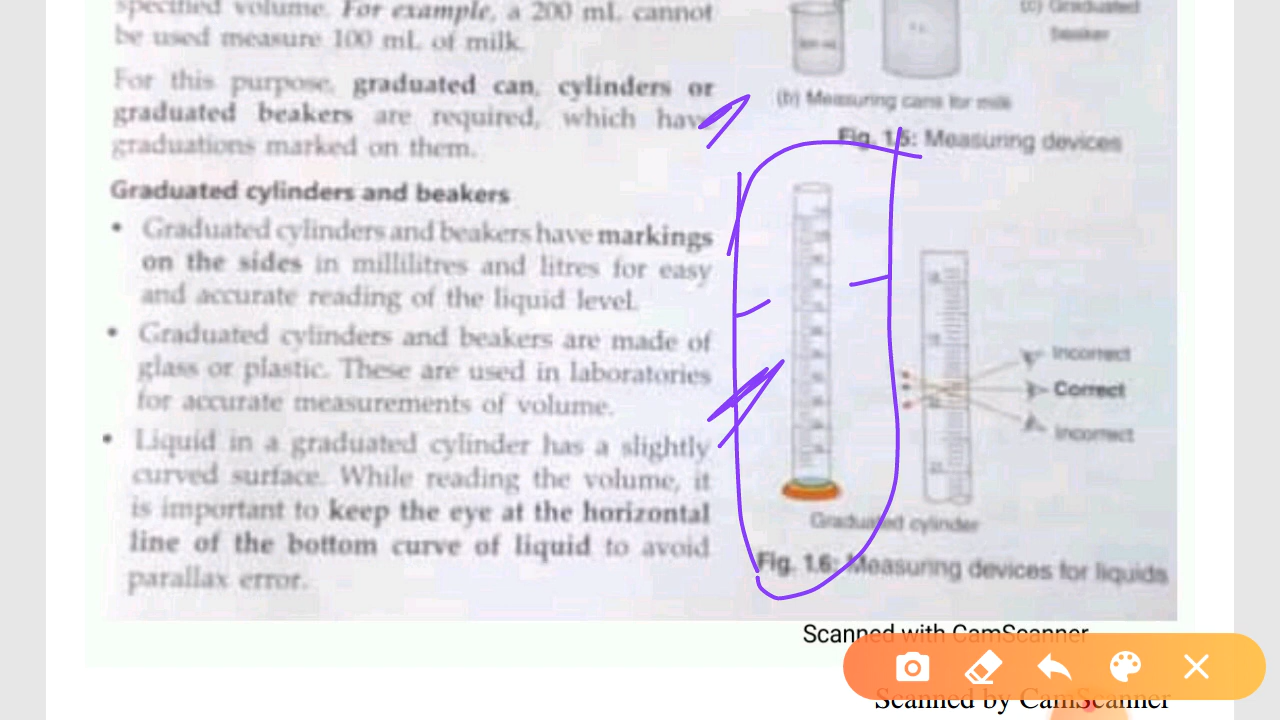 specified volume. For example, a 200 mL cannot
be used measure 100 mL of milk.
For this purpose, graduated can, cylinders or
graduated beakers are required, which have
graduations marked on them.
Graduated cylinders and beakers
• Graduated cylinders and beakers have markings
on the sides in millilitres and litres for easy
and accurate reading of the liquid level.
• Graduated cylinders and beakers are made of
glass or plastic. These are used in laboratories
for accurate measurements of volume.
• Liquid in a graduated cylinder has a slightly
curved surface. While reading the volume, it
is important to keep the eye at the horizontal
line of the bottom curve of liquid to avoid
parallax error.
(c) Graduated
beaker
(b) Measuring cans for milk
Fig. 1.5: Measuring devices
Incorrect
Correct
Incorrect
Graduated cylinder
Fig. 1.6: Measuring devices for liquids
Scanned with CamScanner
Scanned by CamScanner